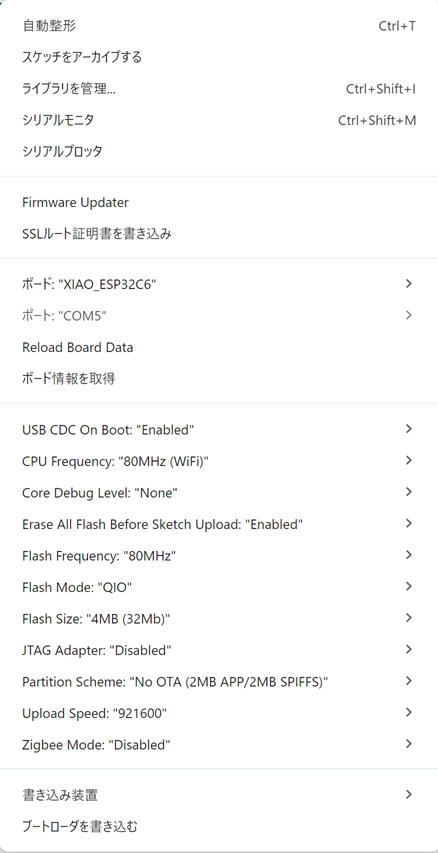 自動整形 Ctrl+T
スケッチをアーカイブする
ライブラリを管理... Ctrl+Shift+I
シリアルモニタ Ctrl+Shift+M
シリアルプロッタ
Firmware Updater
SSLルート証明書を書き込み
ボード: "XIAO_ESP32C6"
ポート: "COM5"
Reload Board Data
ボード情報を取得
USB CDC On Boot: "Enabled"
CPU Frequency: "80MHz (WiFi)"
Core Debug Level: "None"
Erase All Flash Before Sketch Upload: "Enabled"
Flash Frequency: "80MHz"
Flash Mode: "QIO"
Flash Size: "4MB (32Mb)"
JTAG Adapter: "Disabled"
Partition Scheme: "No OTA (2MB APP/2MB SPIFFS)"
Upload Speed: "921600"
Zigbee Mode: "Disabled"
書き込み装置
ブートローダを書き込む